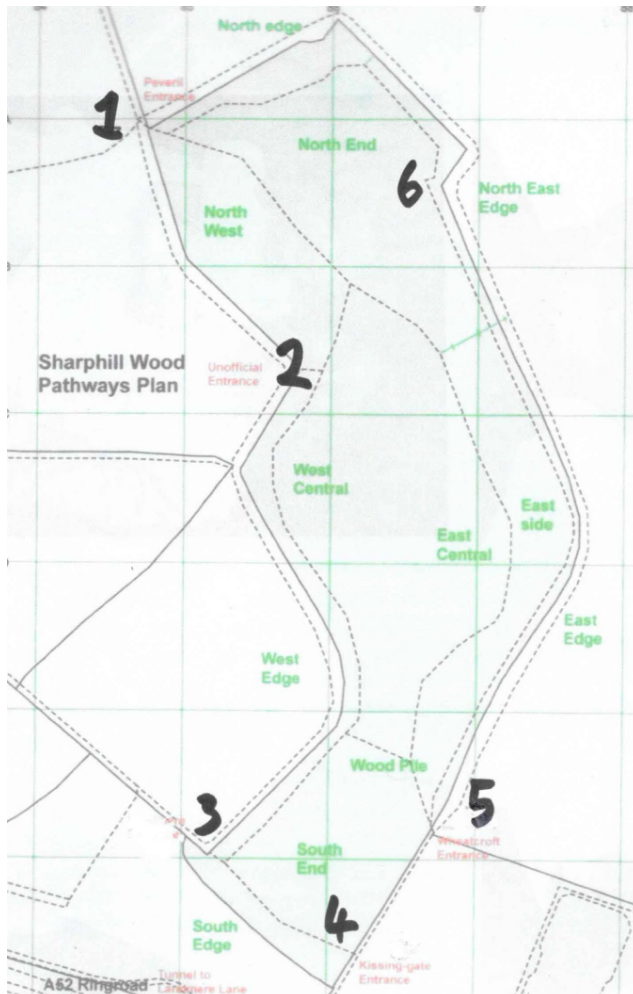 North edge
Peveril
Entrance
1
North End
6
North East
Edge
North
West
Sharphill Wood
Pathways Plan
Unofficial
Entrance
2
West
Central
East
side
East
Central
East
Edge
West
Edge
Wood Pile
5
3
Wheatcroft
Entrance
South
End
4
South
Edge
Kissing-gate
Entrance
Tunnel to
Landmere Lane
A52 Ringroad